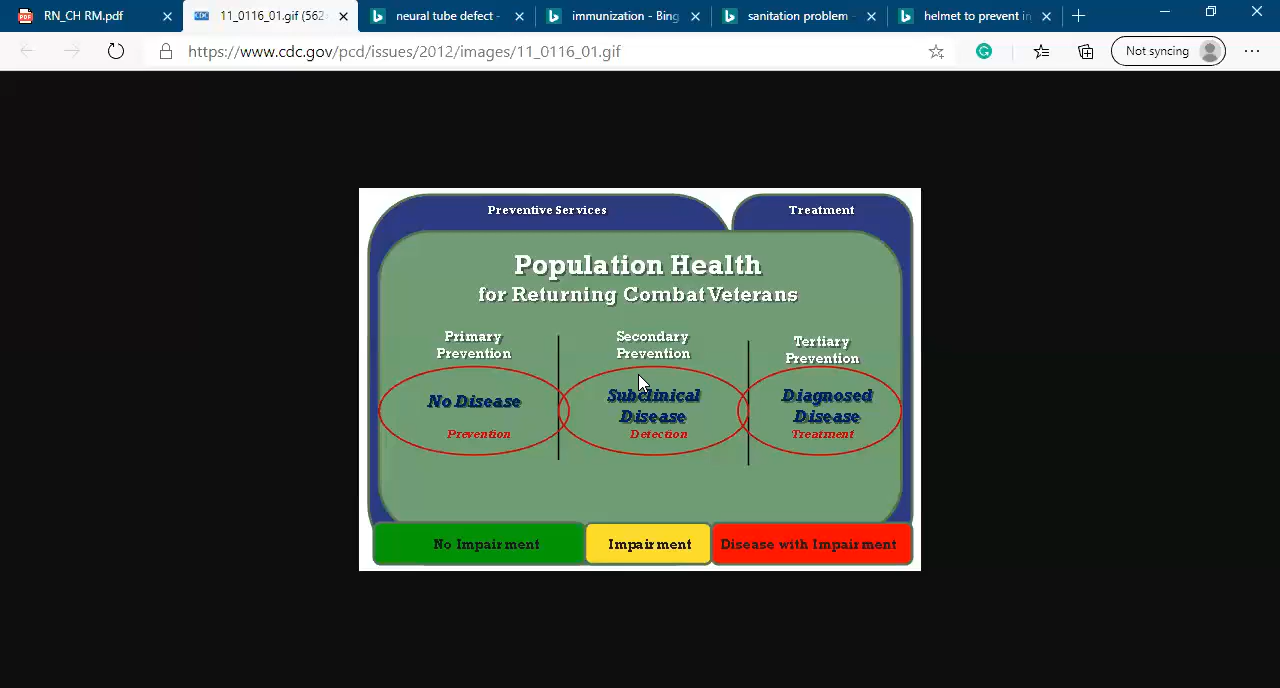 RN_CH RM.pdf
11_0116_01.gif (562
neural tube defect -
immunization - Bing
sanitation problem -
helmet to prevent in
https://www.cdc.gov/pcd/issues/2012/images/11_0116_01.gif
Not syncing
Preventive Services
Treatment
Population Health
for Returning Combat Veterans
Primary
Prevention
Secondary
Prevention
Tertiary
Prevention
No Disease
Prevention
Subclinical
Disease
Detection
Diagnosed
Disease
Treatment
No Impairment
Impairment
Disease with Impairment